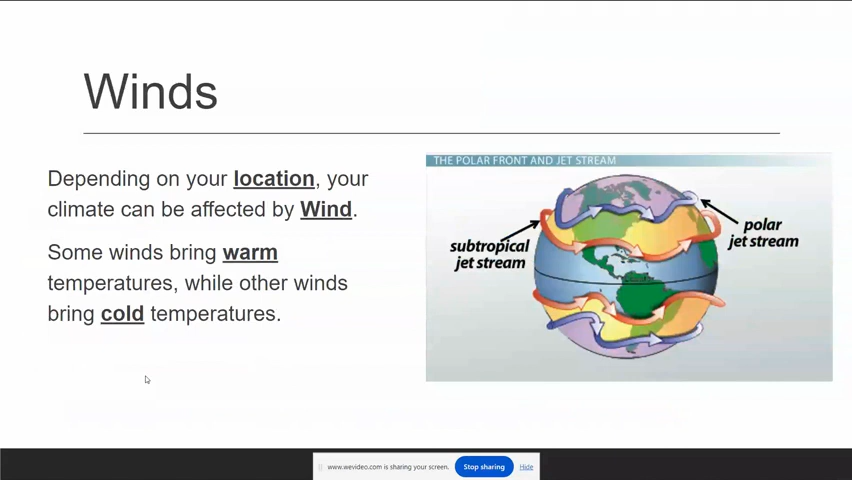 Winds
Depending on your location, your
climate can be affected by Wind.
Some winds bring warm
temperatures, while other winds
bring cold temperatures.
THE POLAR FRONT AND JET STREAM
subtropical
jet stream
polar
jet stream
www.wevideo.com is sharing your screen.
Stop sharing
Hide